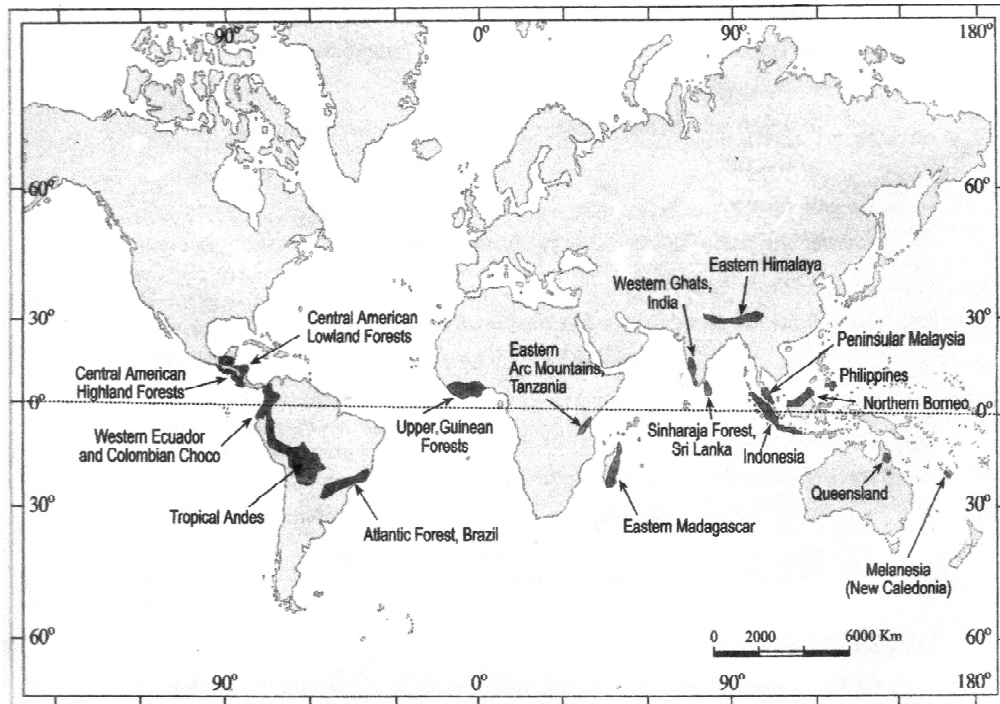 90°
0°
90°
180°
60°
60°
Eastern Himalaya
Western Ghats,
India
30°
30°
Central American
Lowland Forests
Eastern
Arc Mountains,
Tanzania
Peninsular Malaysia
Central American
Highland Forests
Philippines
Northern Borneo
0°
0°
Upper Guinean
Forests
Western Ecuador
and Colombian Choco
Sinharaja Forest,
Sri Lanka
Indonesia
Queensland
30°
30°
Tropical Andes
Atlantic Forest, Brazil
Eastern Madagascar
Melanesia
(New Caledonia)
60°
60°
0 2000 6000 Km
90°
0°
90°
180°